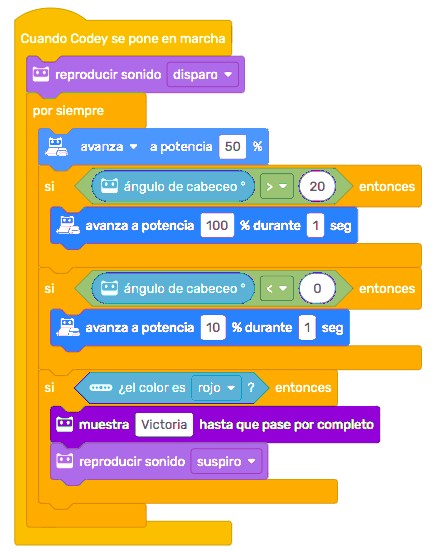 Cuando Codey se pone en marcha
reproducir sonido disparo
por siempre
avanza a potencia 50 %
si ángulo de cabeceo ° > 20 entonces
avanza a potencia 100 % durante 1 seg
si ángulo de cabeceo ° < 0 entonces
avanza a potencia 10 % durante 1 seg
si ¿el color es rojo ? entonces
muestra Victoria hasta que pase por completo
reproducir sonido suspiro